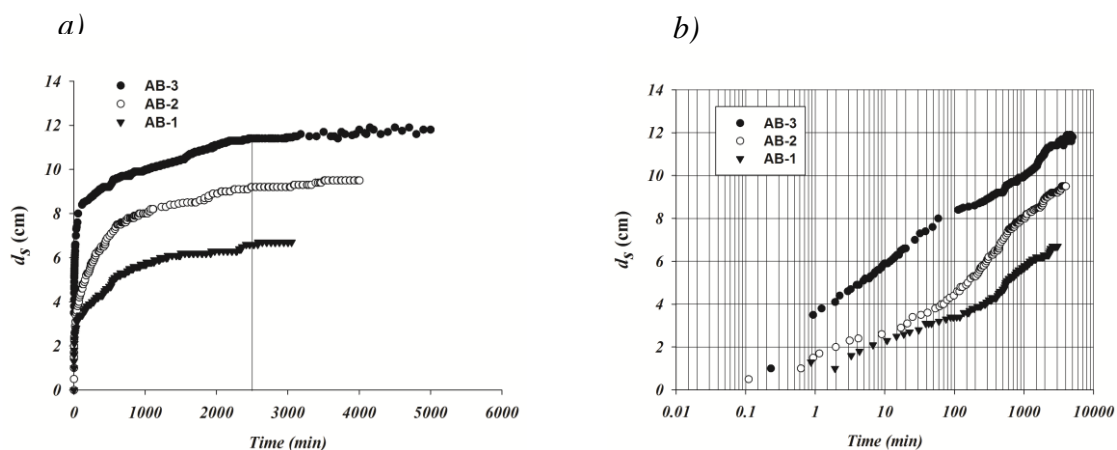 a)
14
12
10
8
6
4
2
0
d_s (cm)
AB-3
AB-2
AB-1
0 1000 2000 3000 4000 5000 6000
Time (min)
b)
14
12
10
8
6
4
2
0
d_s (cm)
AB-3
AB-2
AB-1
0.01 0.1 1 10 100 1000 10000
Time (min)